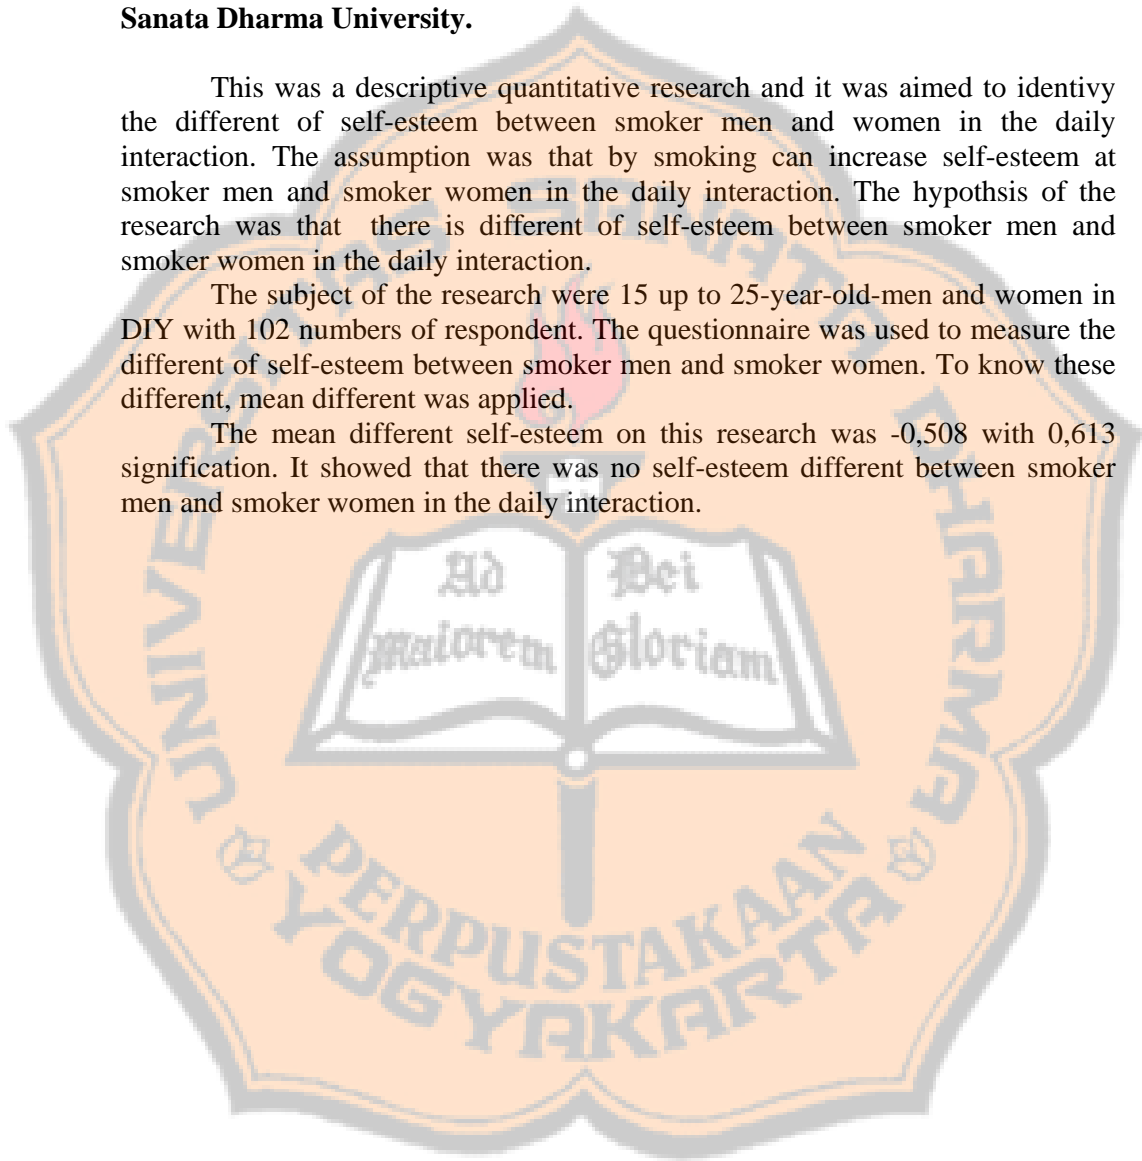 Sanata Dharma University.
This was a descriptive quantitative research and it was aimed to identivy
the different of self-esteem between smoker men and women in the daily
interaction. The assumption was that by smoking can increase self-esteem at
smoker men and smoker women in the daily interaction. The hypothsis of the
research was that there is different of self-esteem between smoker men and
smoker women in the daily interaction.
The subject of the research were 15 up to 25-year-old-men and women in
DIY with 102 numbers of respondent. The questionnaire was used to measure the
different of self-esteem between smoker men and smoker women. To know these
different, mean different was applied.
The mean different self-esteem on this research was -0,508 with 0,613
signification. It showed that there was no self-esteem different between smoker
men and smoker women in the daily interaction.
UNIVERSITAS SANATA DHARMA
Ad Dei
Maiorem Gloriam
PERPUSTAKAAN
YOGYAKARTA